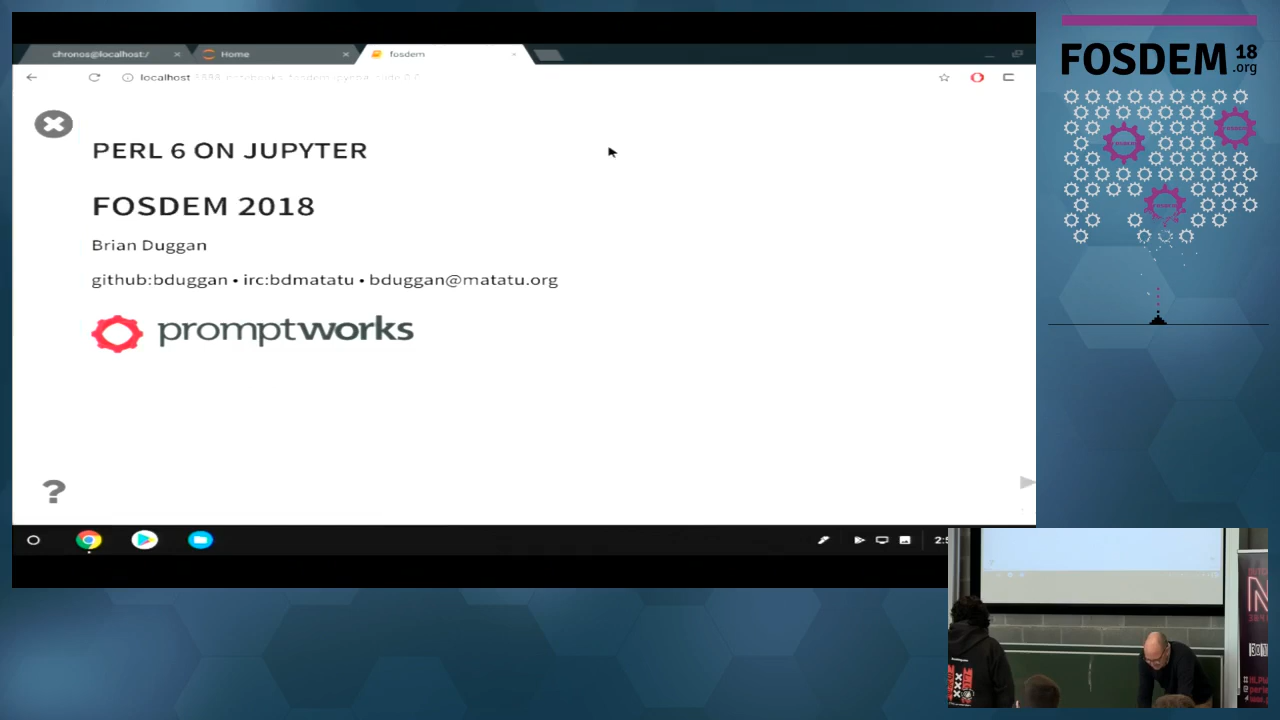 chronos@localhost:/
Home
fosdem
localhost
PERL 6 ON JUPYTER
FOSDEM 2018
Brian Duggan
github:bduggan • irc:bdmatatu • bduggan@matatu.org
promptworks
?
FOSDEM 18
.org